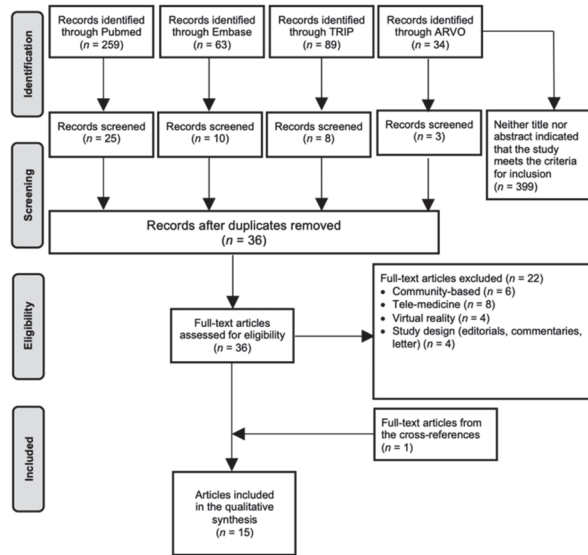 Identification
Records identified
through Pubmed
(n = 259)
Records identified
through Embase
(n = 63)
Records identified
through TRIP
(n = 89)
Records identified
through ARVO
(n = 34)
Records screened
(n = 25)
Records screened
(n = 10)
Records screened
(n = 8)
Records screened
(n = 3)
Neither title nor
abstract indicated
that the study
meets the criteria
for inclusion
(n = 399)
Screening
Records after duplicates removed
(n = 36)
Eligibility
Full-text articles
assessed for eligibility
(n = 36)
Full-text articles excluded (n = 22)
• Community-based (n = 6)
• Tele-medicine (n = 8)
• Virtual reality (n = 4)
• Study design (editorials, commentaries,
letter) (n = 4)
Included
Full-text articles from
the cross-references
(n = 1)
Articles included
in the qualitative
synthesis
(n = 15)